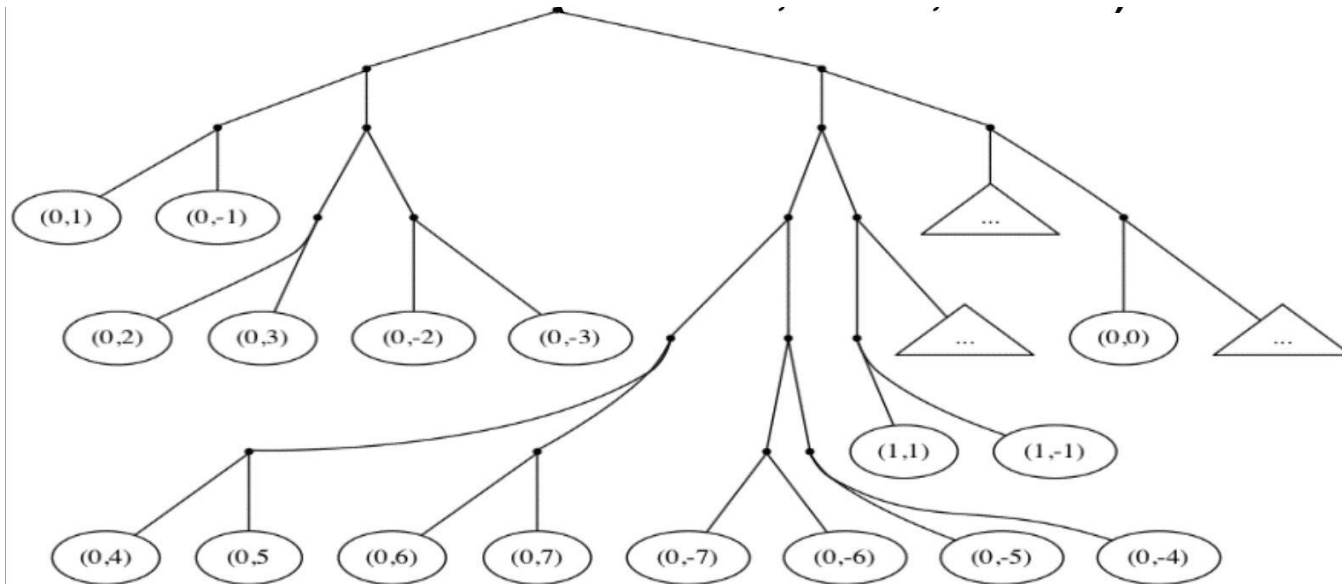 (0,1) (0,-1) ...
(0,2) (0,3) (0,-2) (0,-3) ... (0,0) ...
(1,1) (1,-1)
(0,4) (0,5 (0,6) (0,7) (0,-7) (0,-6) (0,-5) (0,-4)